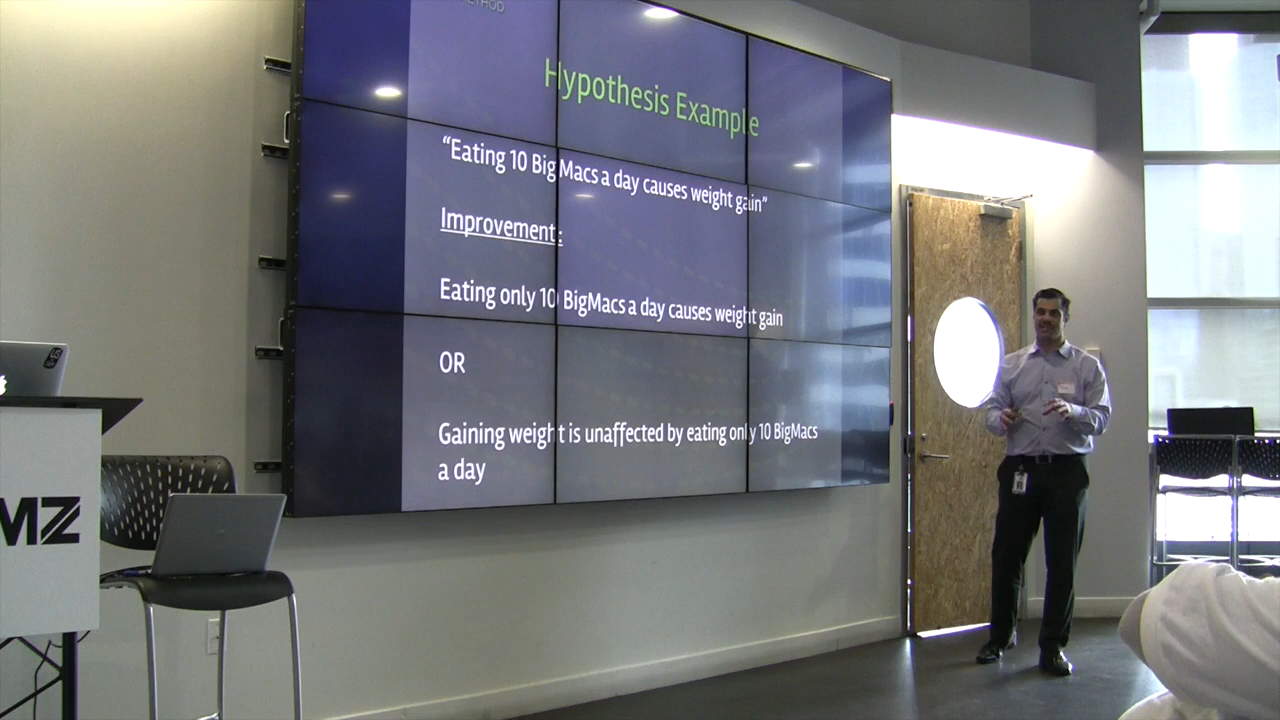 Hypothesis Example
“Eating 10 BigMacs a day causes weight gain”
Improvement:
Eating only 10 BigMacs a day causes weight gain
OR
Gaining weight is unaffected by eating only 10 BigMacs
a day
MZ